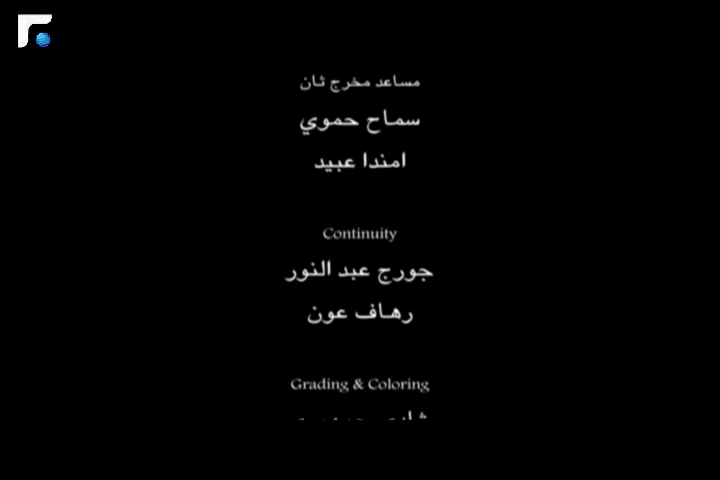 مساعد مخرج ثان
سماح حموي
امندا عبيد
Continuity
جورج عبد النور
رهاف عون
Grading & Coloring